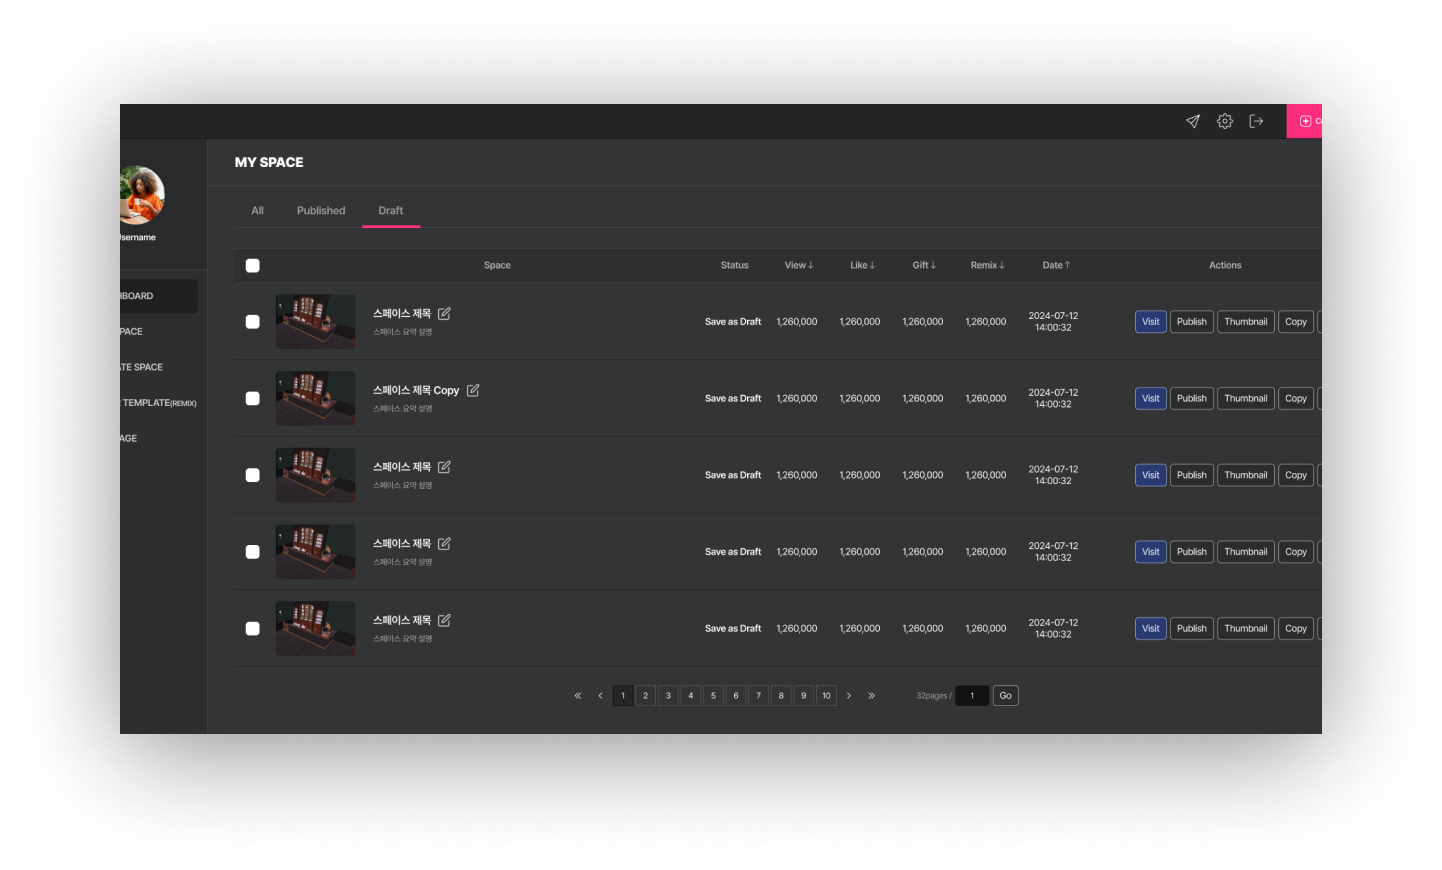 MY SPACE
Username
All Published Draft
Space Status View Like Gift Remix Date Actions
BOARD
스페이스 제목
스페이스 요약 설명
Save as Draft 1,260,000 1,260,000 1,260,000 1,260,000
2024-07-12
14:00:32
Visit Publish Thumbnail Copy
PACE
TE SPACE
스페이스 제목 Copy
스페이스 요약 설명
Save as Draft 1,260,000 1,260,000 1,260,000 1,260,000
2024-07-12
14:00:32
Visit Publish Thumbnail Copy
TEMPLATE(REMIX)
AGE
스페이스 제목
스페이스 요약 설명
Save as Draft 1,260,000 1,260,000 1,260,000 1,260,000
2024-07-12
14:00:32
Visit Publish Thumbnail Copy
스페이스 제목
스페이스 요약 설명
Save as Draft 1,260,000 1,260,000 1,260,000 1,260,000
2024-07-12
14:00:32
Visit Publish Thumbnail Copy
스페이스 제목
스페이스 요약 설명
Save as Draft 1,260,000 1,260,000 1,260,000 1,260,000
2024-07-12
14:00:32
Visit Publish Thumbnail Copy
1 2 3 4 5 6 7 8 9 10 32pages / 1 Go